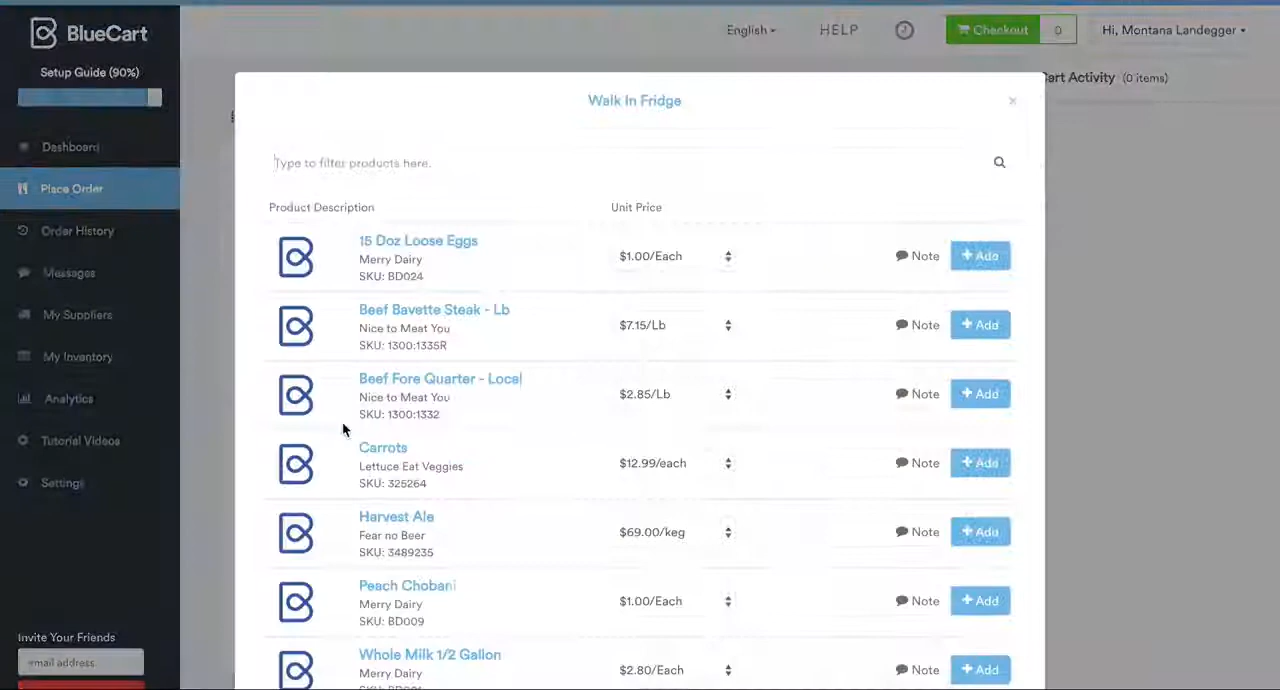 BlueCart
Setup Guide (90%)
Dashboard
Place Order
Order History
Messages
My Suppliers
My Inventory
Analytics
Tutorial Videos
Settings
Invite Your Friends
email address
English
HELP
Checkout 0
Hi, Montana Landegger
Cart Activity (0 items)
Walk In Fridge
×
Type to filter products here.
Product Description Unit Price
15 Doz Loose Eggs
Merry Dairy
SKU: BD024
$1.00/Each
Note
+ Add
Beef Bavette Steak - Lb
Nice to Meat You
SKU: 1300:1335R
$7.15/Lb
Note
+ Add
Beef Fore Quarter - Local
Nice to Meat You
SKU: 1300:1332
$2.85/Lb
Note
+ Add
Carrots
Lettuce Eat Veggies
SKU: 325264
$12.99/each
Note
+ Add
Harvest Ale
Fear no Beer
SKU: 3489235
$69.00/keg
Note
+ Add
Peach Chobani
Merry Dairy
SKU: BD009
$1.00/Each
Note
+ Add
Whole Milk 1/2 Gallon
Merry Dairy
$2.80/Each
Note
+ Add